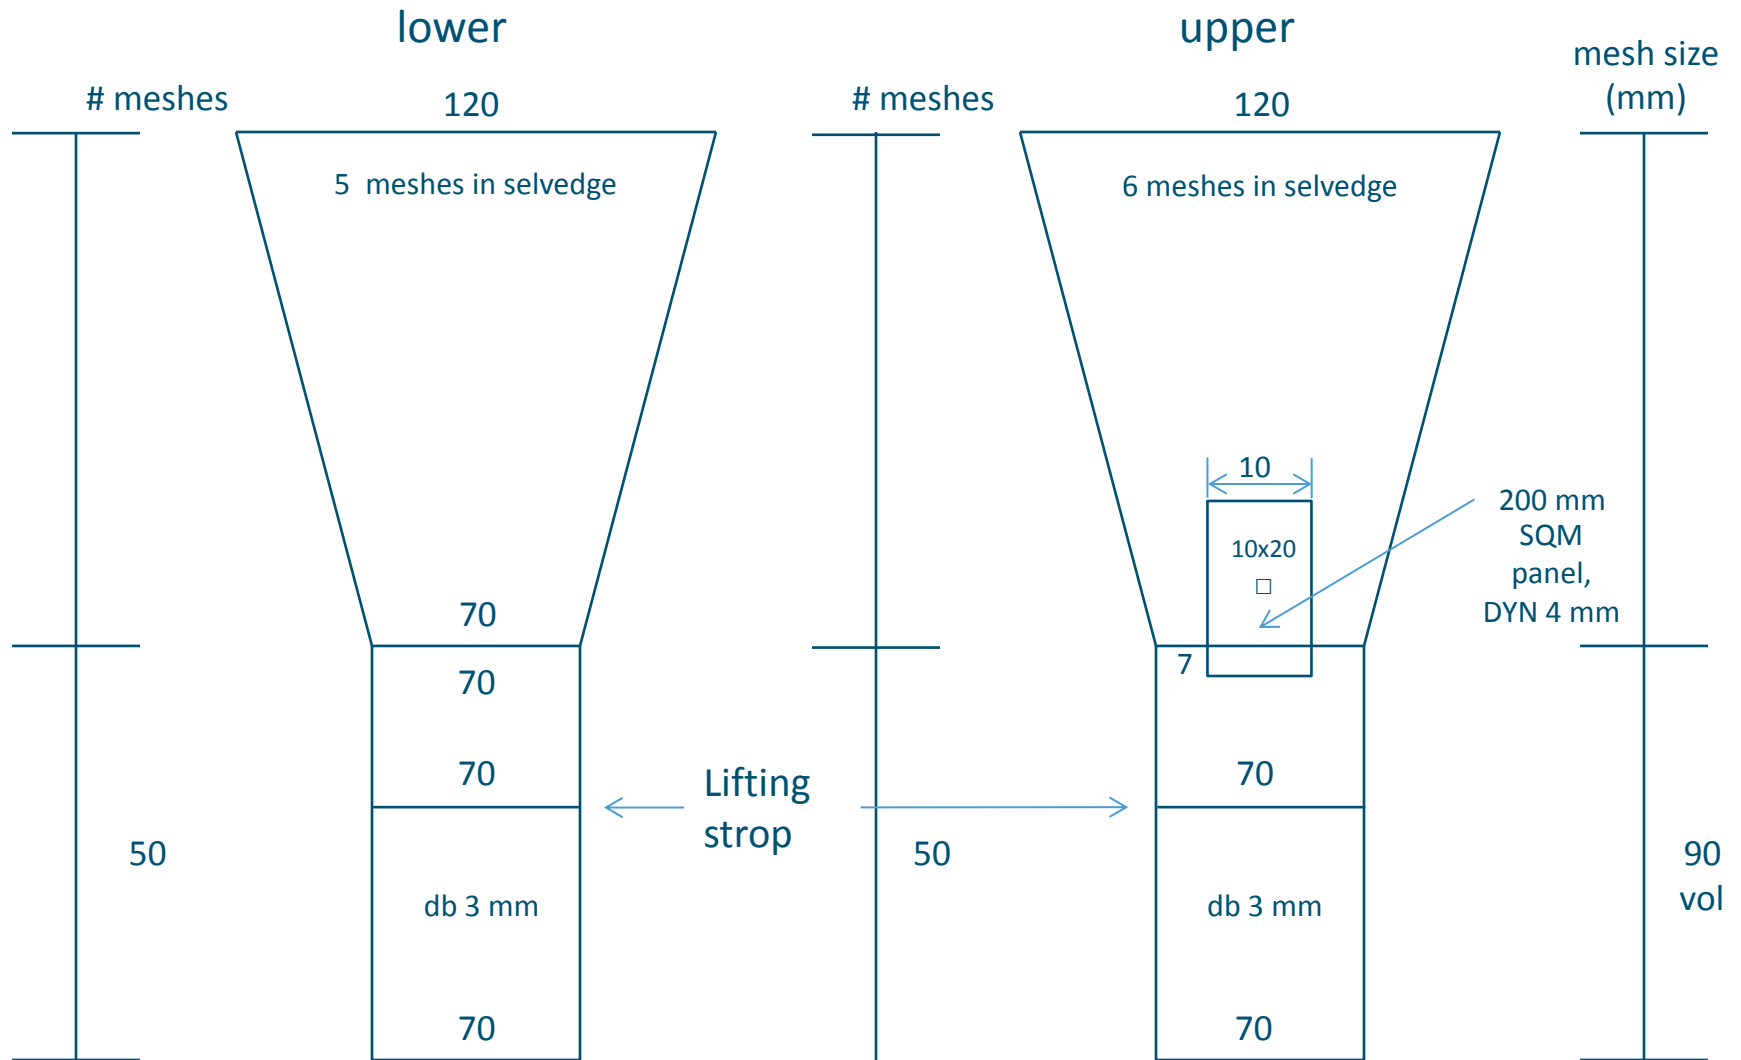 lower
upper
# meshes
120
# meshes
120
mesh size
(mm)
5 meshes in selvedge
6 meshes in selvedge
10
10x20
□
200 mm
SQM
panel,
DYN 4 mm
70
70
7
70
Lifting
strop
70
50
50
90
vol
db 3 mm
db 3 mm
70
70